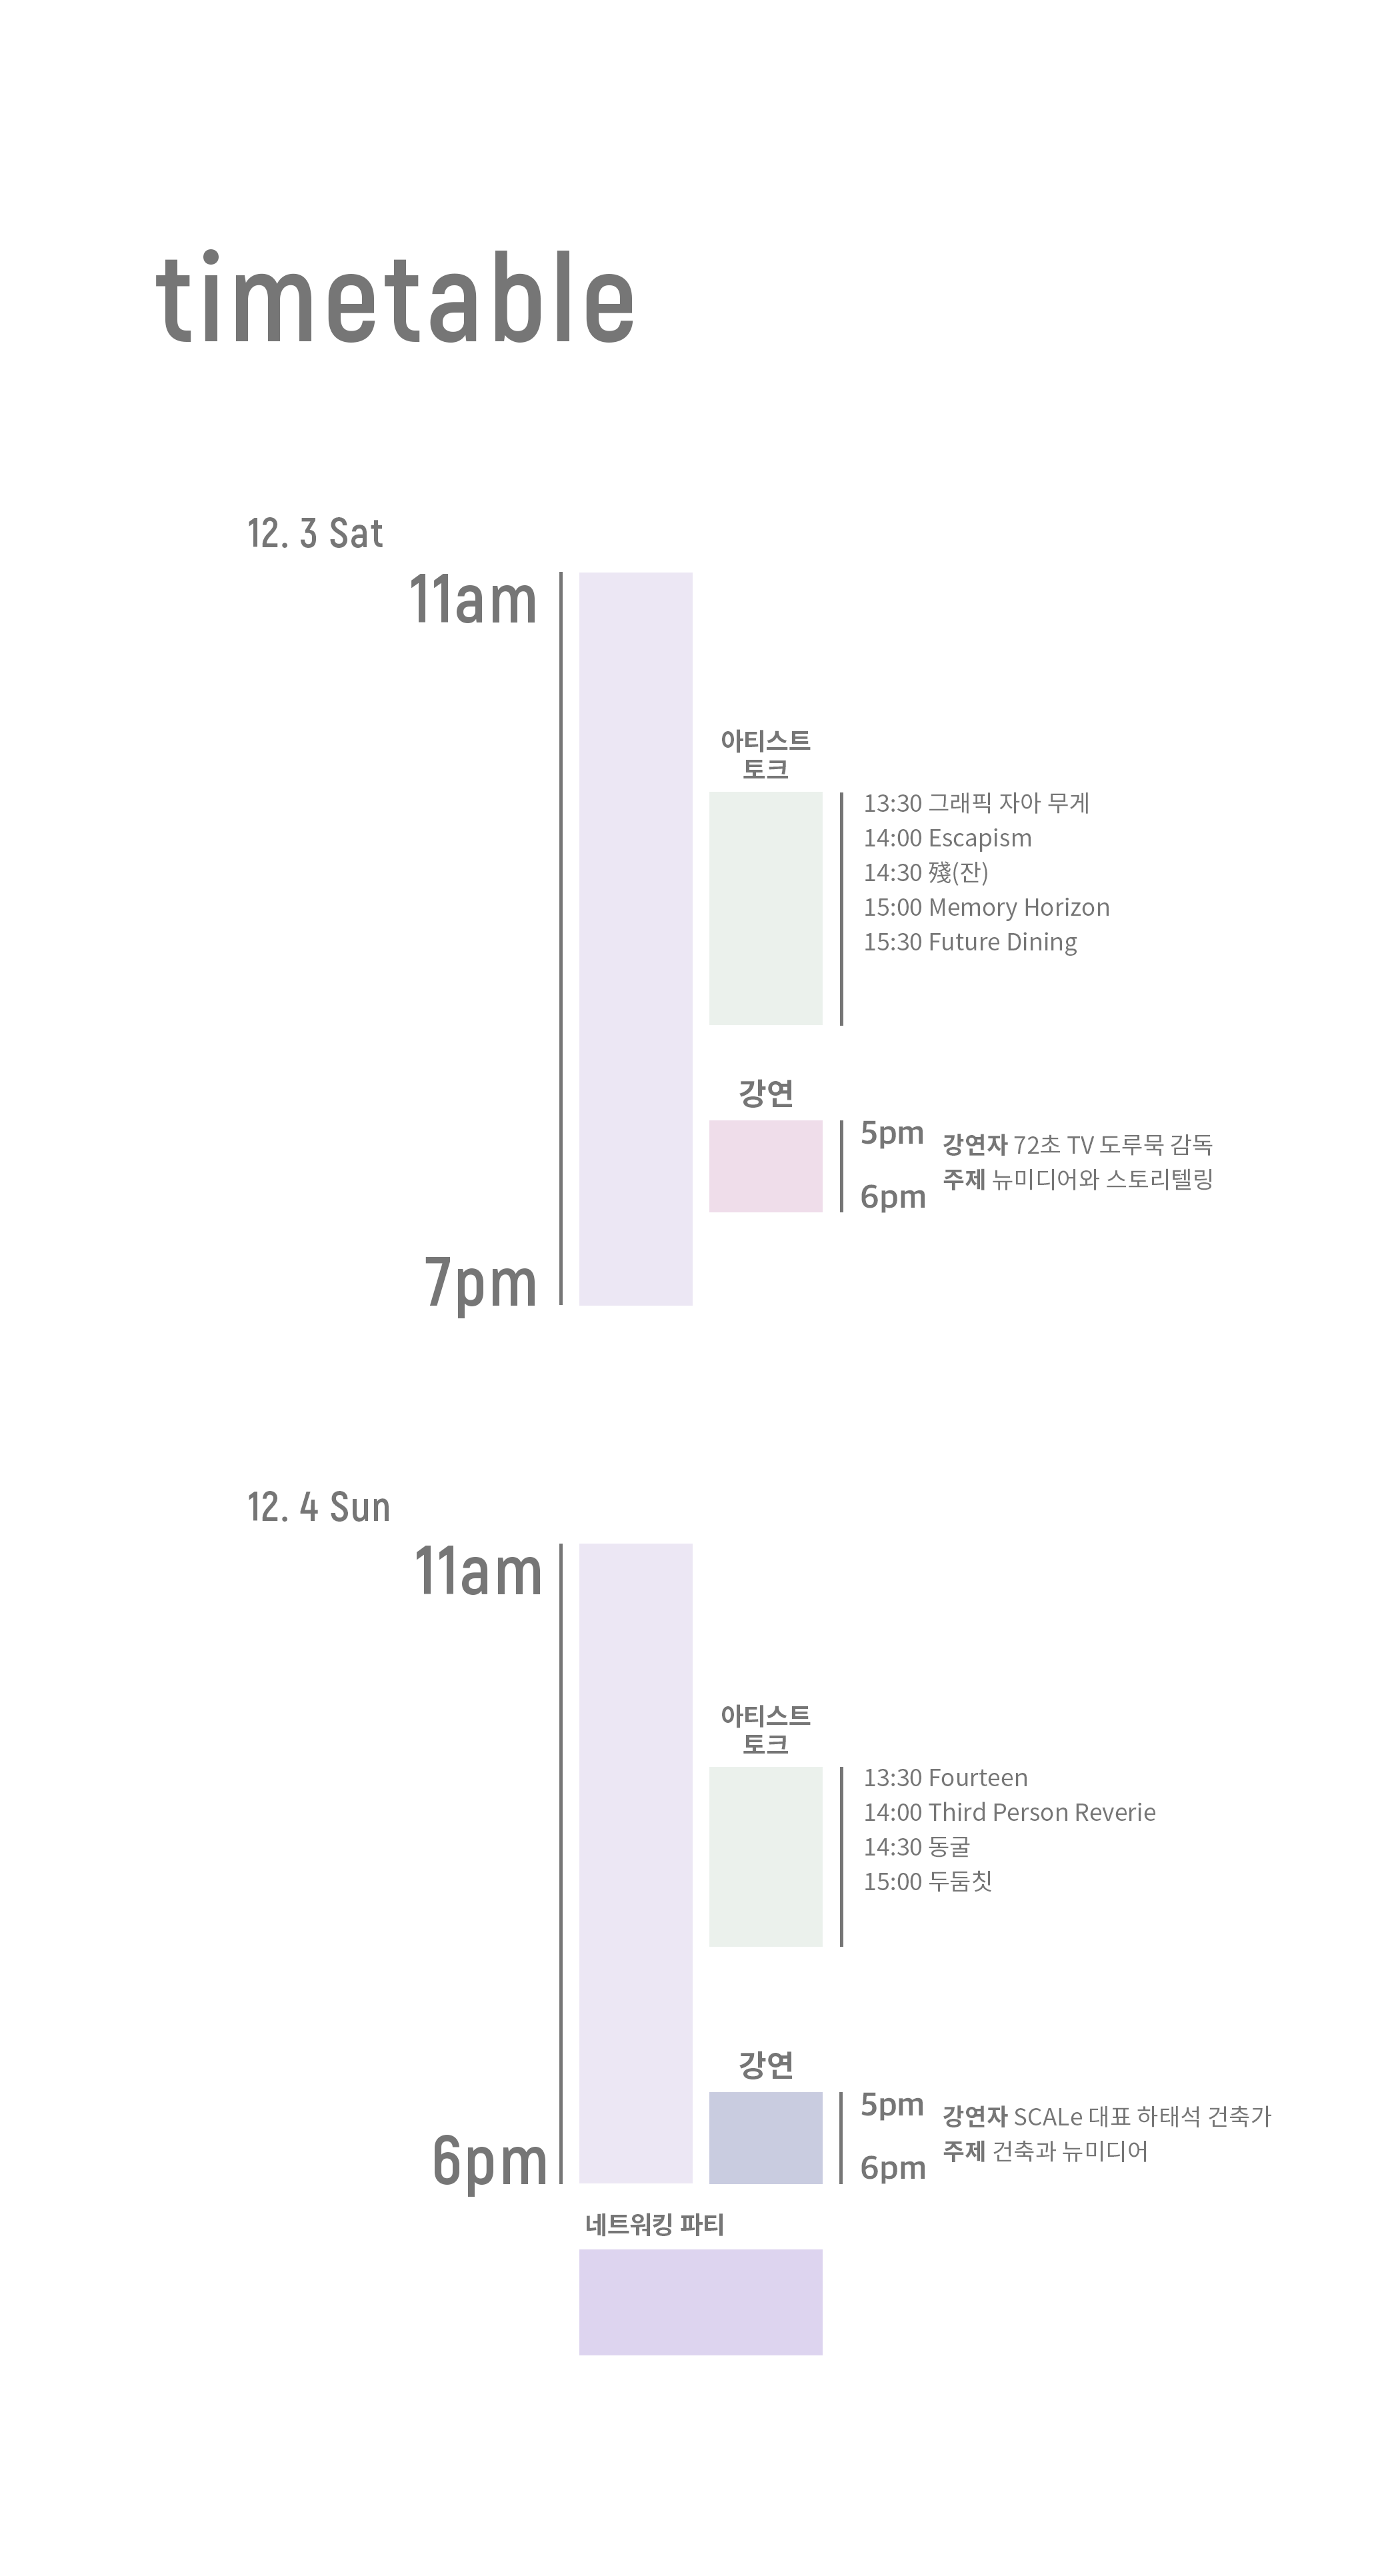 timetable
12. 3 Sat
11am
아티스트
토크
13:30 그래픽 자아 무게
14:00 Escapism
14:30 殘(잔)
15:00 Memory Horizon
15:30 Future Dining
강연
5pm
강연자 72초 TV 도루묵 감독
주제 뉴미디어와 스토리텔링
6pm
7pm
12. 4 Sun
11am
아티스트
토크
13:30 Fourteen
14:00 Third Person Reverie
14:30 동굴
15:00 두둠칫
강연
5pm
강연자 SCALe 대표 하태석 건축가
주제 건축과 뉴미디어
6pm
6pm
네트워킹 파티